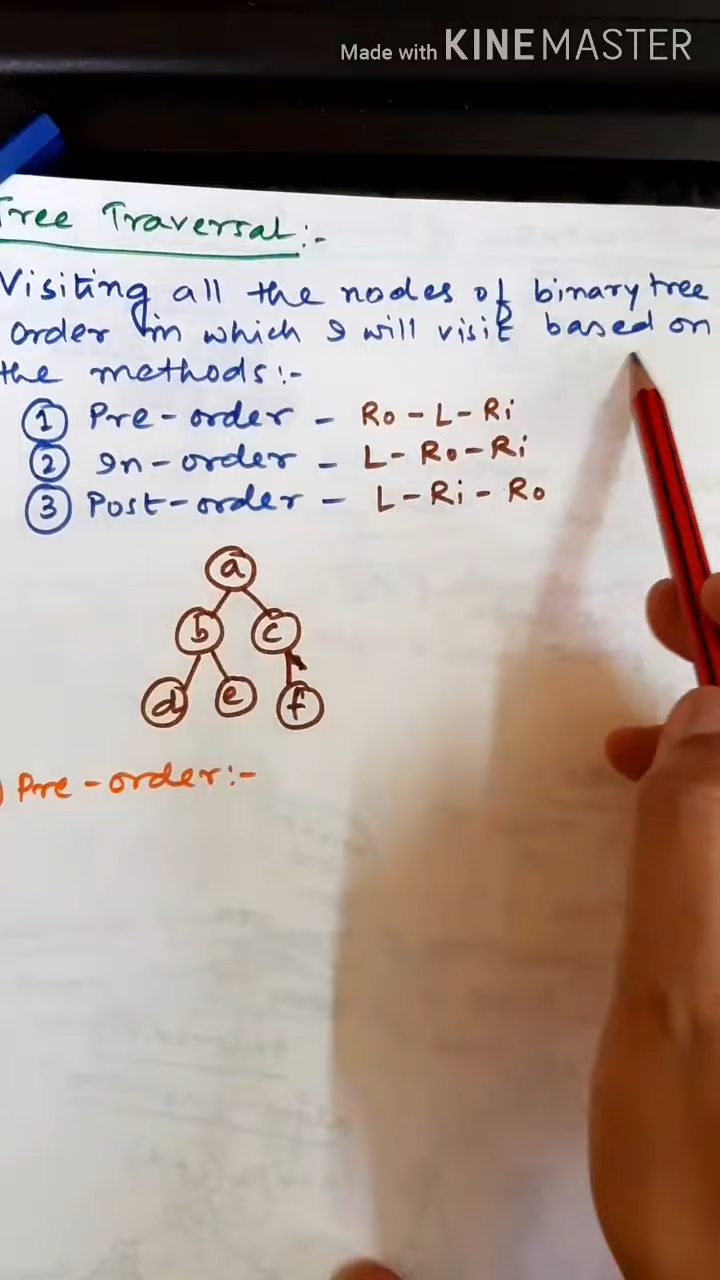 Made with KINEMASTER
Tree Traversal:-
Visiting all the nodes of binary tree
order in which I will visit based on
the methods:-
1 Pre-order - Ro - L - Ri
2 In-order - L - Ro - Ri
3 Post-order - L - Ri - Ro
a
b c
d e f
) Pre-order:-